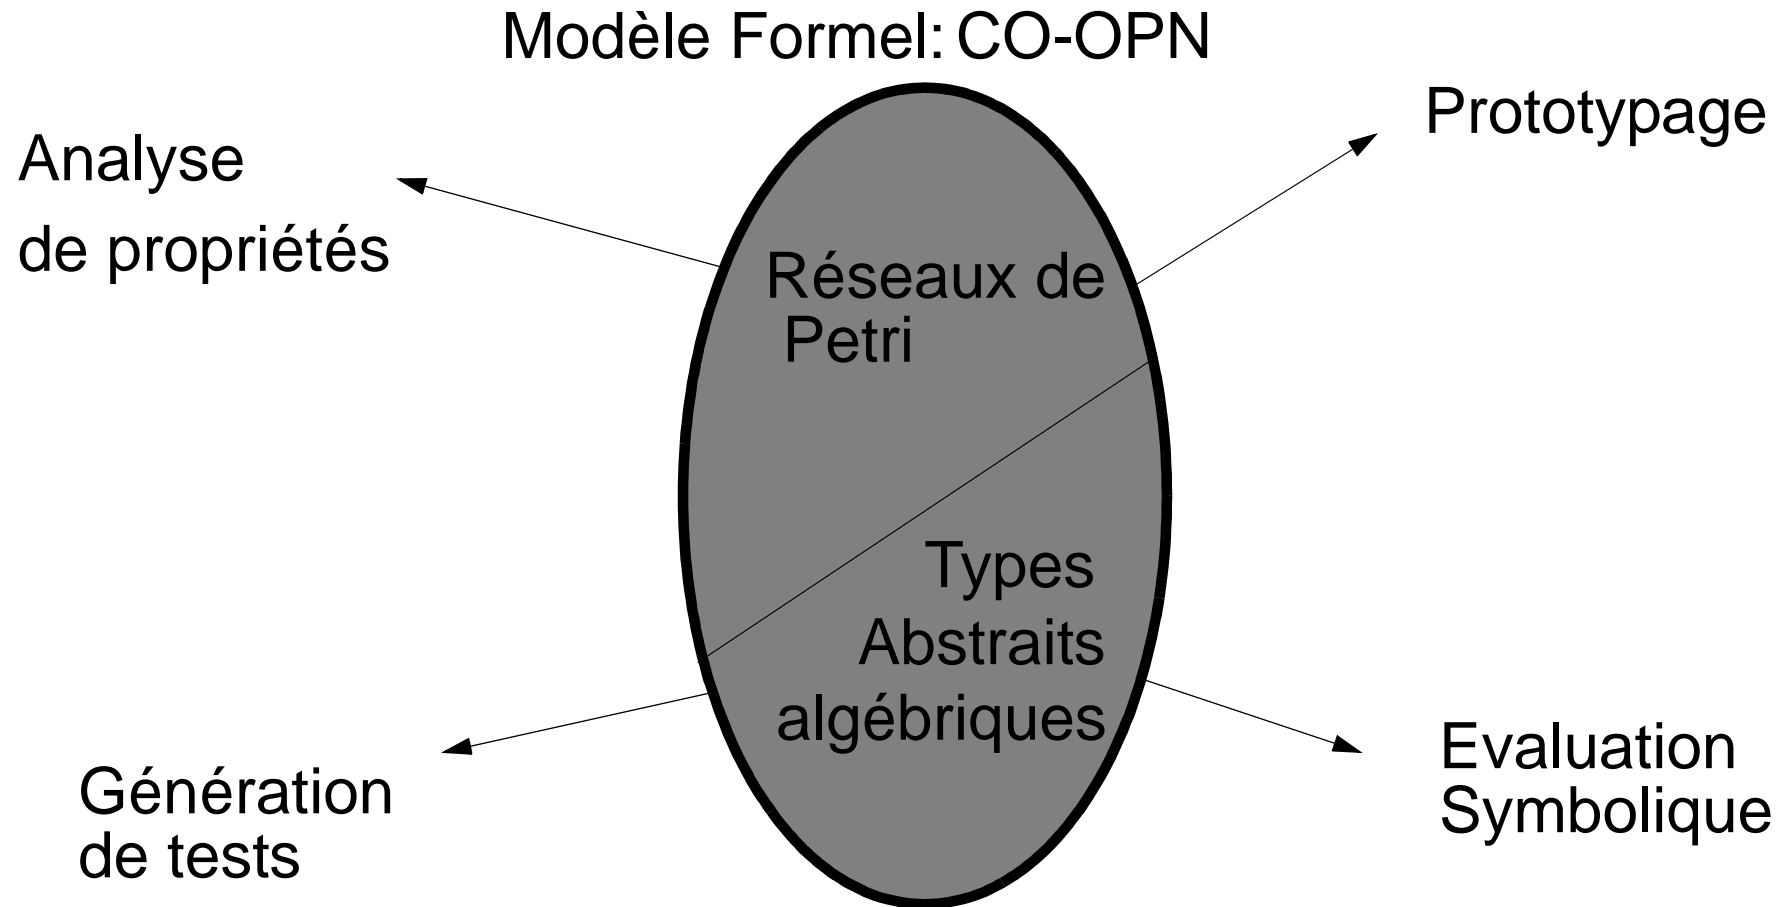 Modèle Formel: CO-OPN
Analyse
de propriétés
Prototypage
Réseaux de
Petri
Types
Abstraits
algébriques
Génération
de tests
Evaluation
Symbolique